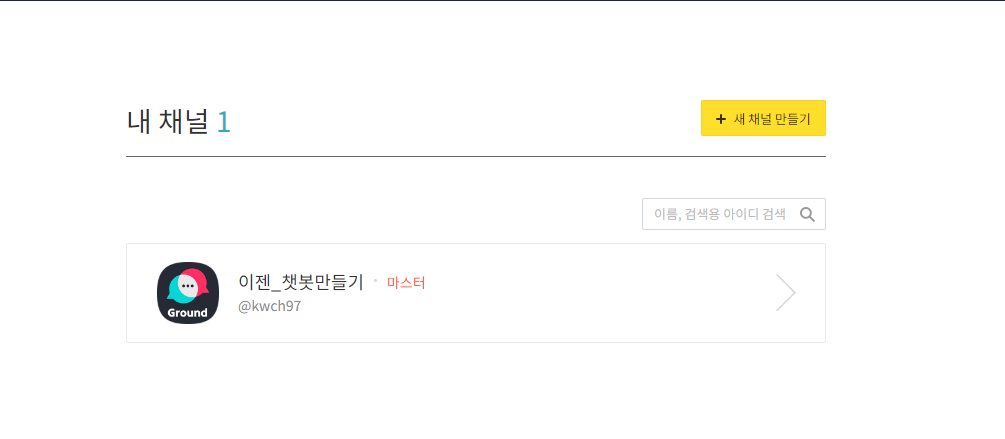 내 채널 1
+ 새 채널 만들기
이름, 검색용 아이디 검색
이젠_챗봇만들기 · 마스터
@kwch97
Ground